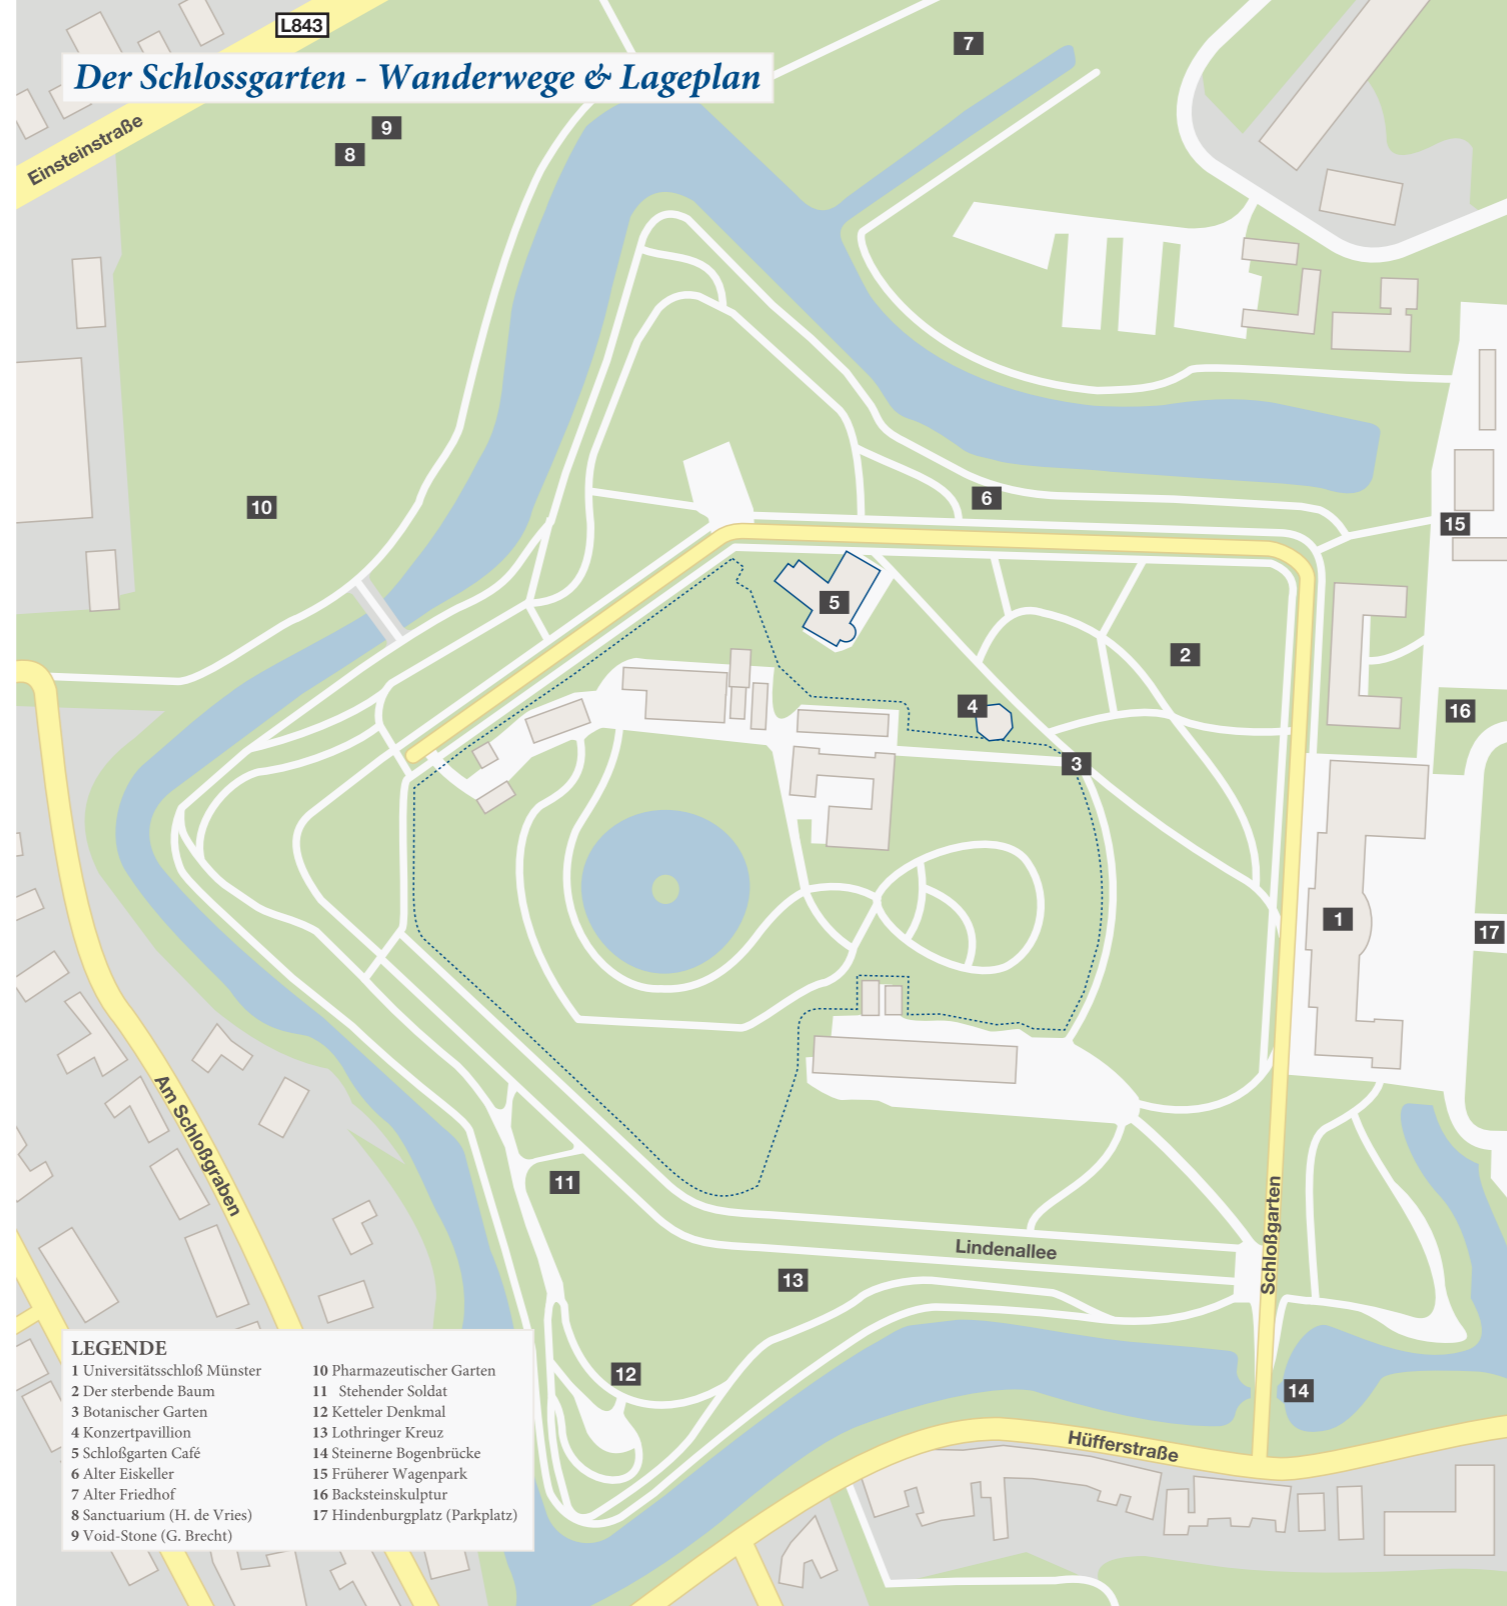 L843
Der Schlossgarten - Wanderwege & Lageplan
Einsteinstraße
7
9
8
10
6
15
5
2
4
16
3
1
17
Am Schloßgraben
11
Schloßgarten
Lindenallee
13
12
14
Hüfferstraße
LEGENDE
1 Universitätsschloß Münster
2 Der sterbende Baum
3 Botanischer Garten
4 Konzertpavillion
5 Schloßgarten Café
6 Alter Eiskeller
7 Alter Friedhof
8 Sanctuarium (H. de Vries)
9 Void-Stone (G. Brecht)
10 Pharmazeutischer Garten
11 Stehender Soldat
12 Ketteler Denkmal
13 Lothringer Kreuz
14 Steinerne Bogenbrücke
15 Früherer Wagenpark
16 Backsteinskulptur
17 Hindenburgplatz (Parkplatz)